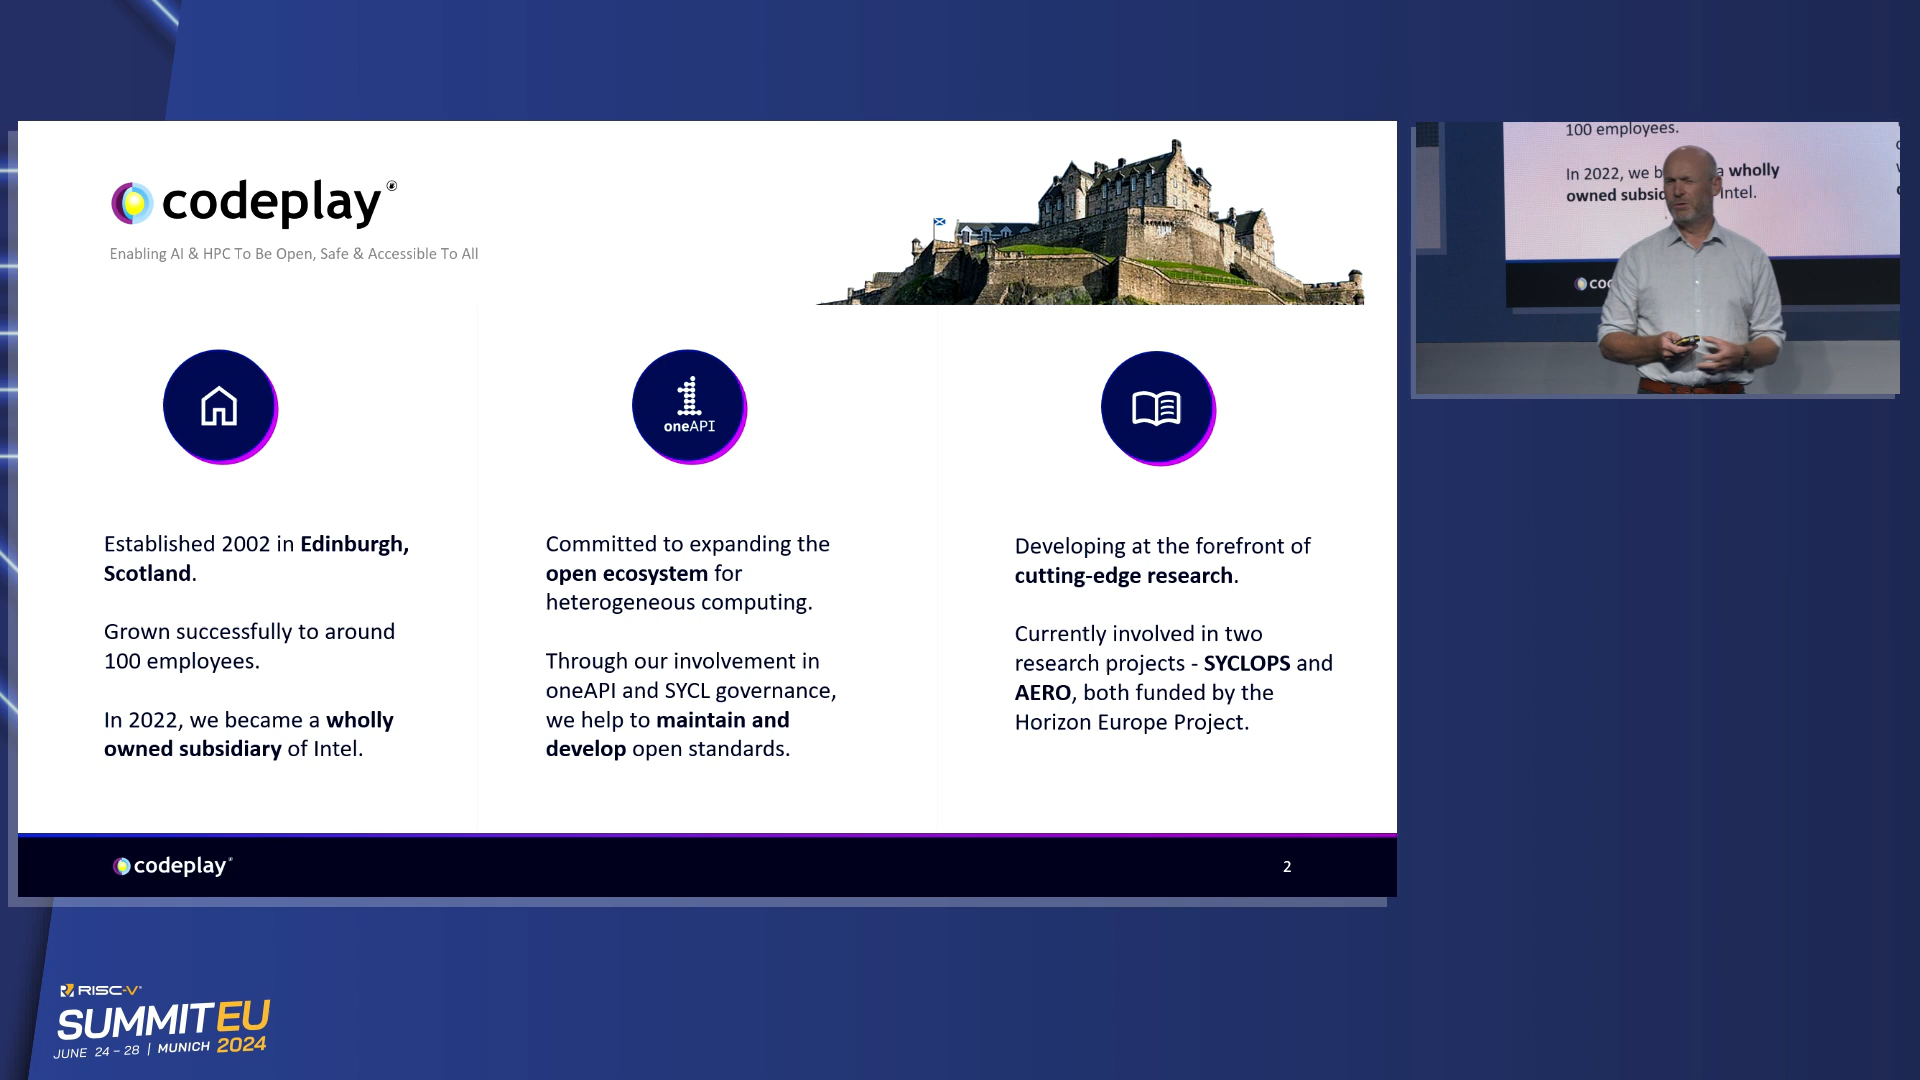 codeplay®
Enabling AI & HPC To Be Open, Safe & Accessible To All
oneAPI
Established 2002 in Edinburgh,
Scotland.
Grown successfully to around
100 employees.
In 2022, we became a wholly
owned subsidiary of Intel.
Committed to expanding the
open ecosystem for
heterogeneous computing.
Through our involvement in
oneAPI and SYCL governance,
we help to maintain and
develop open standards.
Developing at the forefront of
cutting-edge research.
Currently involved in two
research projects - SYCLOPS and
AERO, both funded by the
Horizon Europe Project.
codeplay®
2
100 employees.
In 2022, we b a wholly
owned subsid Intel.
RISC-V®
SUMMIT EU
JUNE 24 – 28 | MUNICH 2024